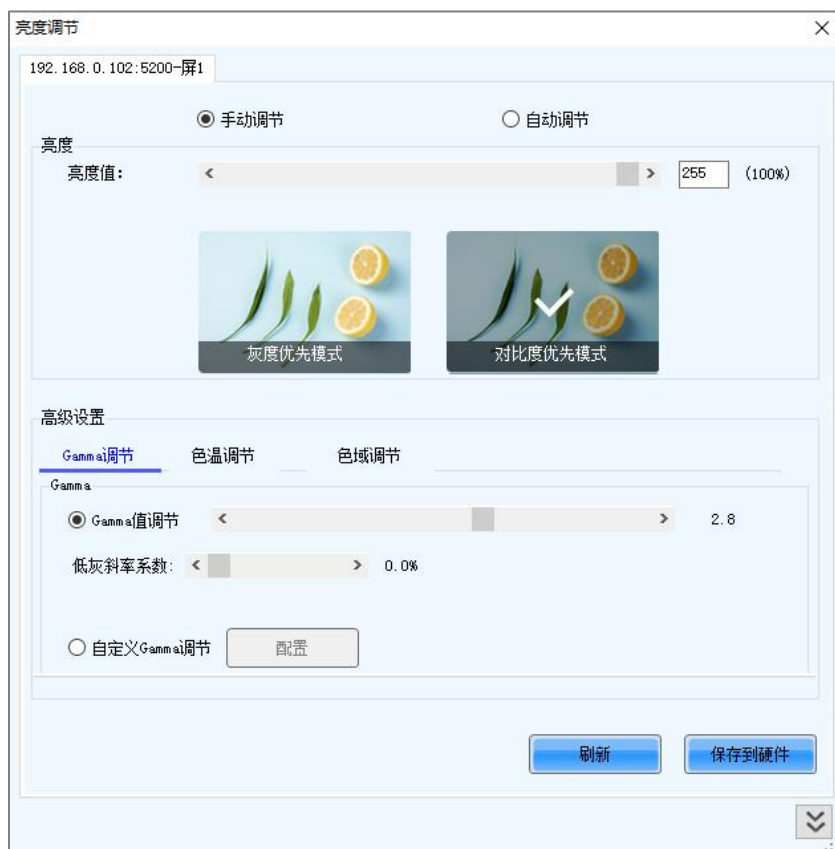 亮度调节
192.168.0.102:5200-屏1
手动调节 自动调节
亮度
亮度值: 255 (100%)
灰度优先模式 对比度优先模式
高级设置
Gamma调节 色温调节 色域调节
Gamma
Gamma值调节 2.8
低灰斜率系数: 0.0%
自定义Gamma调节 配置
刷新 保存到硬件